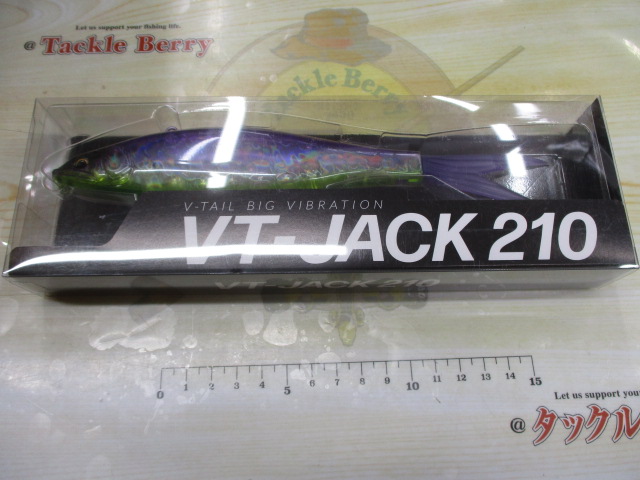 Let us support your fishing life.
@ Tackle Berry
Tackle Berry
V-TAIL BIG VIBRATION
VT-JACK 210
VT-JACK 210
0 1 2 3 4 5 6 7 8 9 10 11 12 13 14 15
Let us support your
@ タックル